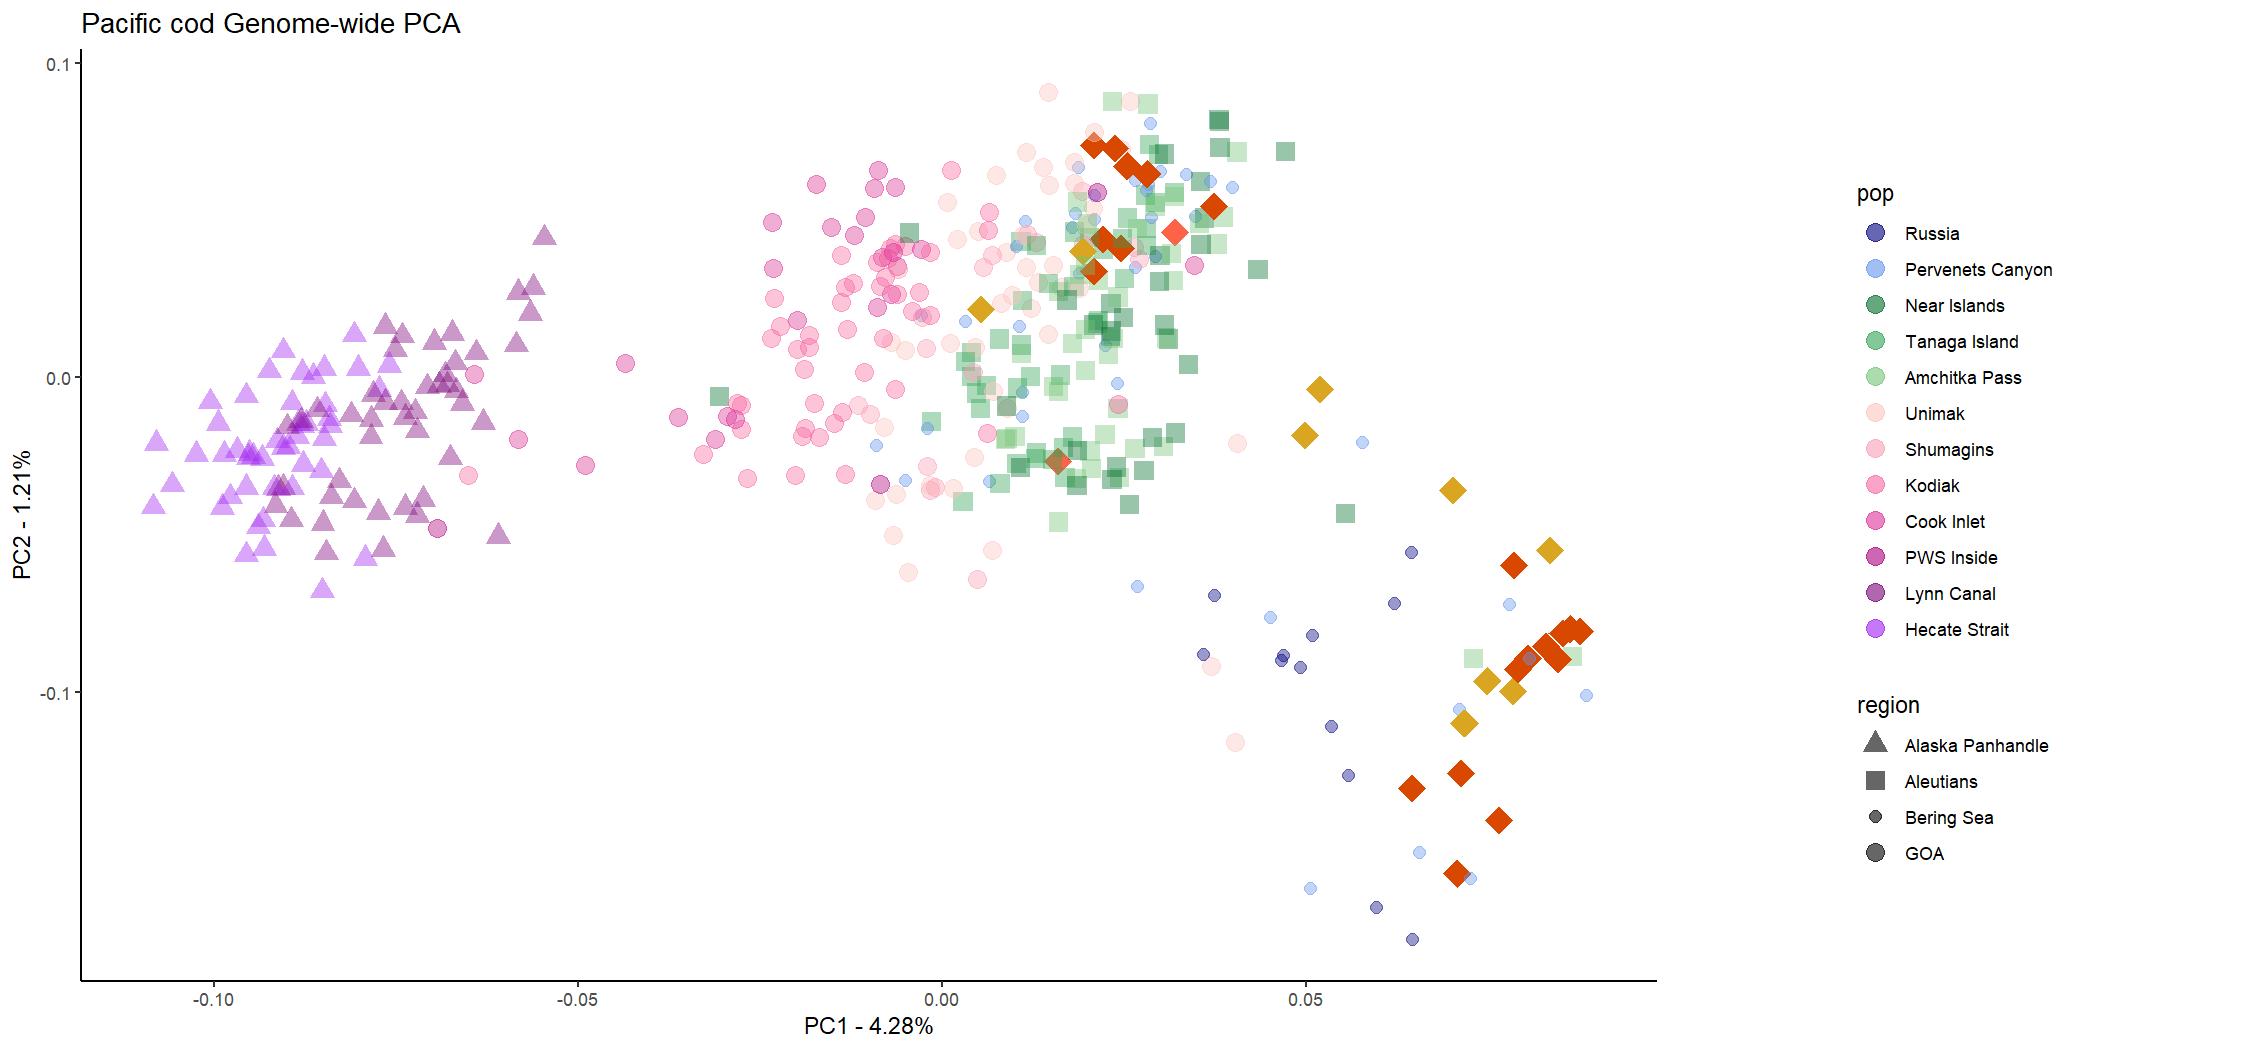 Pacific cod Genome-wide PCA
0.1
0.0
-0.1
PC2 - 1.21%
-0.10
-0.05
0.00
0.05
PC1 - 4.28%
pop
Russia
Pervenets Canyon
Near Islands
Tanaga Island
Amchitka Pass
Unimak
Shumagins
Kodiak
Cook Inlet
PWS Inside
Lynn Canal
Hecate Strait
region
Alaska Panhandle
Aleutians
Bering Sea
GOA